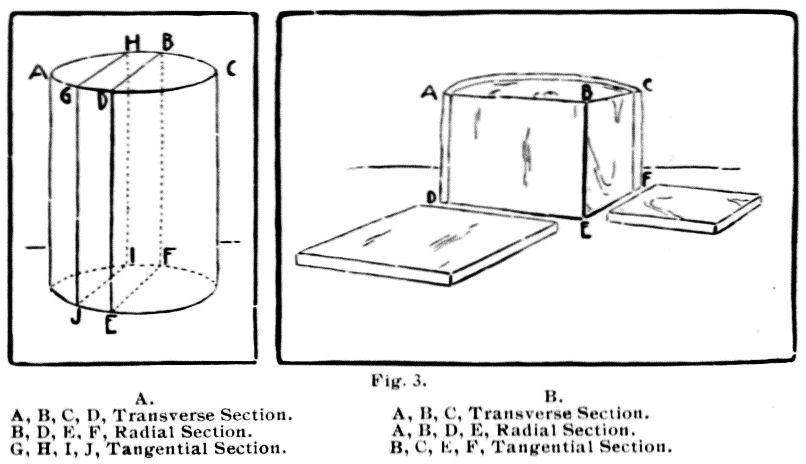 H B
A C
G D
I F
J E
A B C
D F
E
Fig. 3.
A.
A, B, C, D, Transverse Section.
B, D, E, F, Radial Section.
G, H, I, J, Tangential Section.
B.
A, B, C, Transverse Section.
A, B, D, E, Radial Section.
B, C, E, F, Tangential Section.